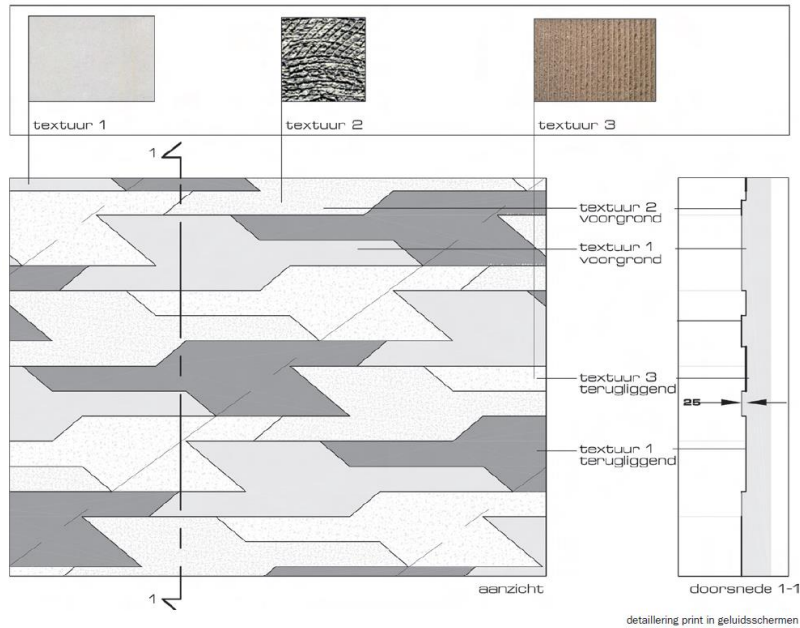 textuur 1
textuur 2
textuur 3
1
textuur 2
voorgrond
textuur 1
voorgrond
textuur 3
terugliggend
25
textuur 1
terugliggend
1
aanzicht
doorsnede 1-1
detaillering print in geluidsschermen